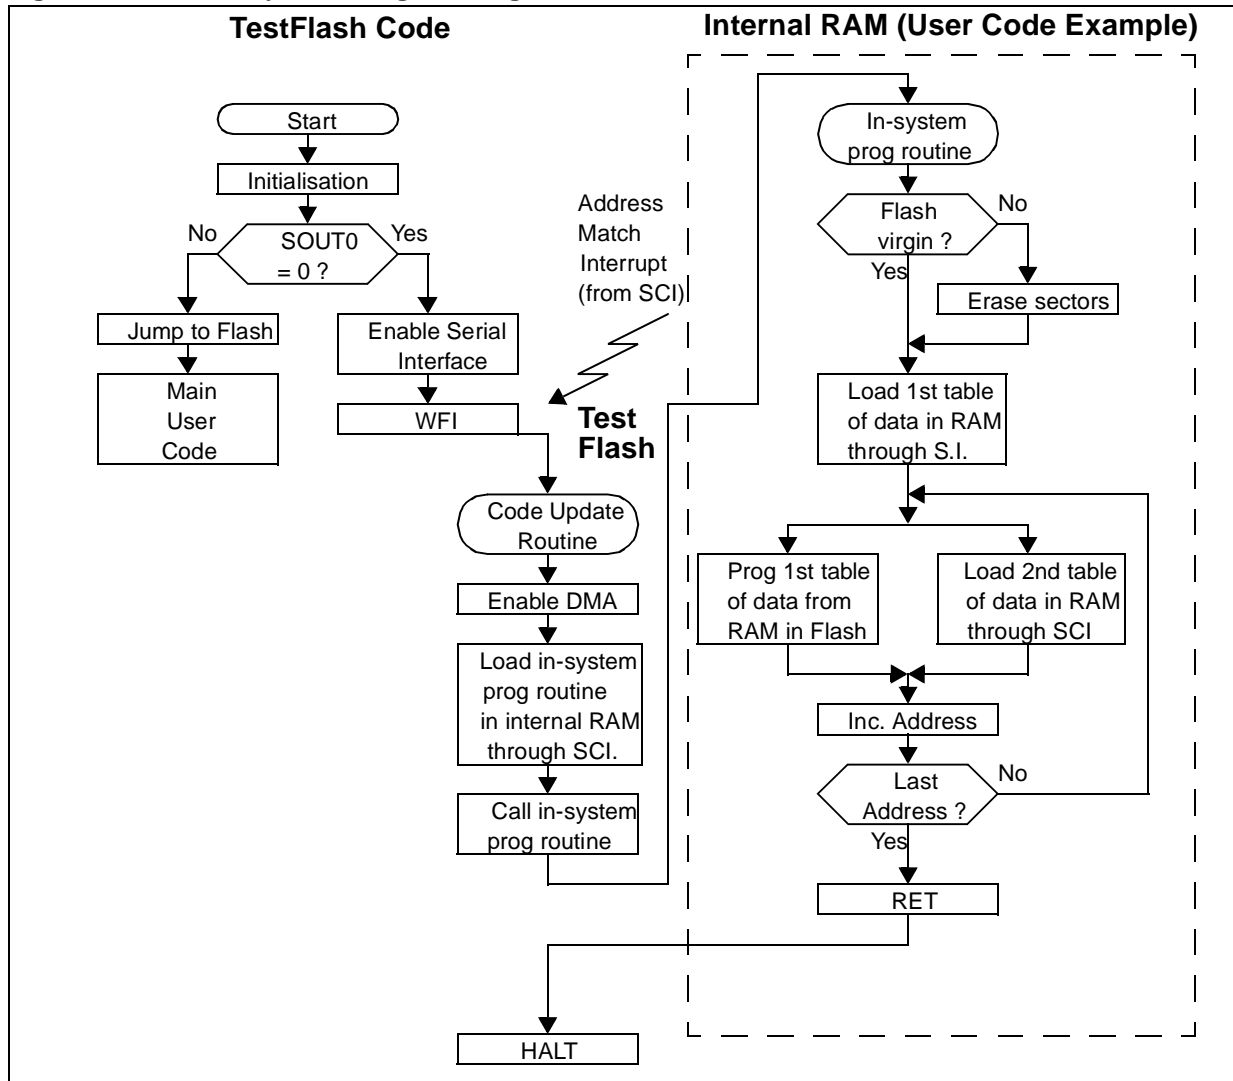 TestFlash Code
Internal RAM (User Code Example)
Start
Initialisation
No
SOUT0
= 0 ?
Yes
Jump to Flash
Main
User
Code
Enable Serial
Interface
WFI
Address
Match
Interrupt
(from SCI)
Test
Flash
Code Update
Routine
Enable DMA
Load in-system
prog routine
in internal RAM
through SCI.
Call in-system
prog routine
HALT
In-system
prog routine
Flash
virgin ?
No
Yes
Erase sectors
Load 1st table
of data in RAM
through S.I.
Prog 1st table
of data from
RAM in Flash
Load 2nd table
of data in RAM
through SCI
Inc. Address
Last
Address ?
No
Yes
RET